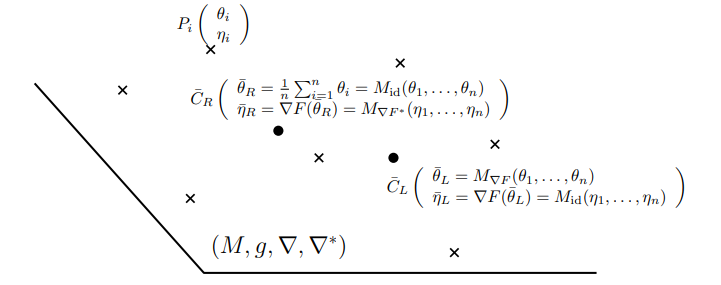 P_i ( θ_i
η_i )
C̄_R ( θ̄_R = 1/n ∑_{i=1}^{n} θ_i = M_id(θ_1, . . . , θ_n)
η̄_R = ∇F(θ̄_R) = M_{∇F*}(η_1, . . . , η_n) )
C̄_L ( θ̄_L = M_{∇F}(θ_1, . . . , θ_n)
η̄_L = ∇F(θ̄_L) = M_id(η_1, . . . , η_n) )
(M, g, ∇, ∇*)